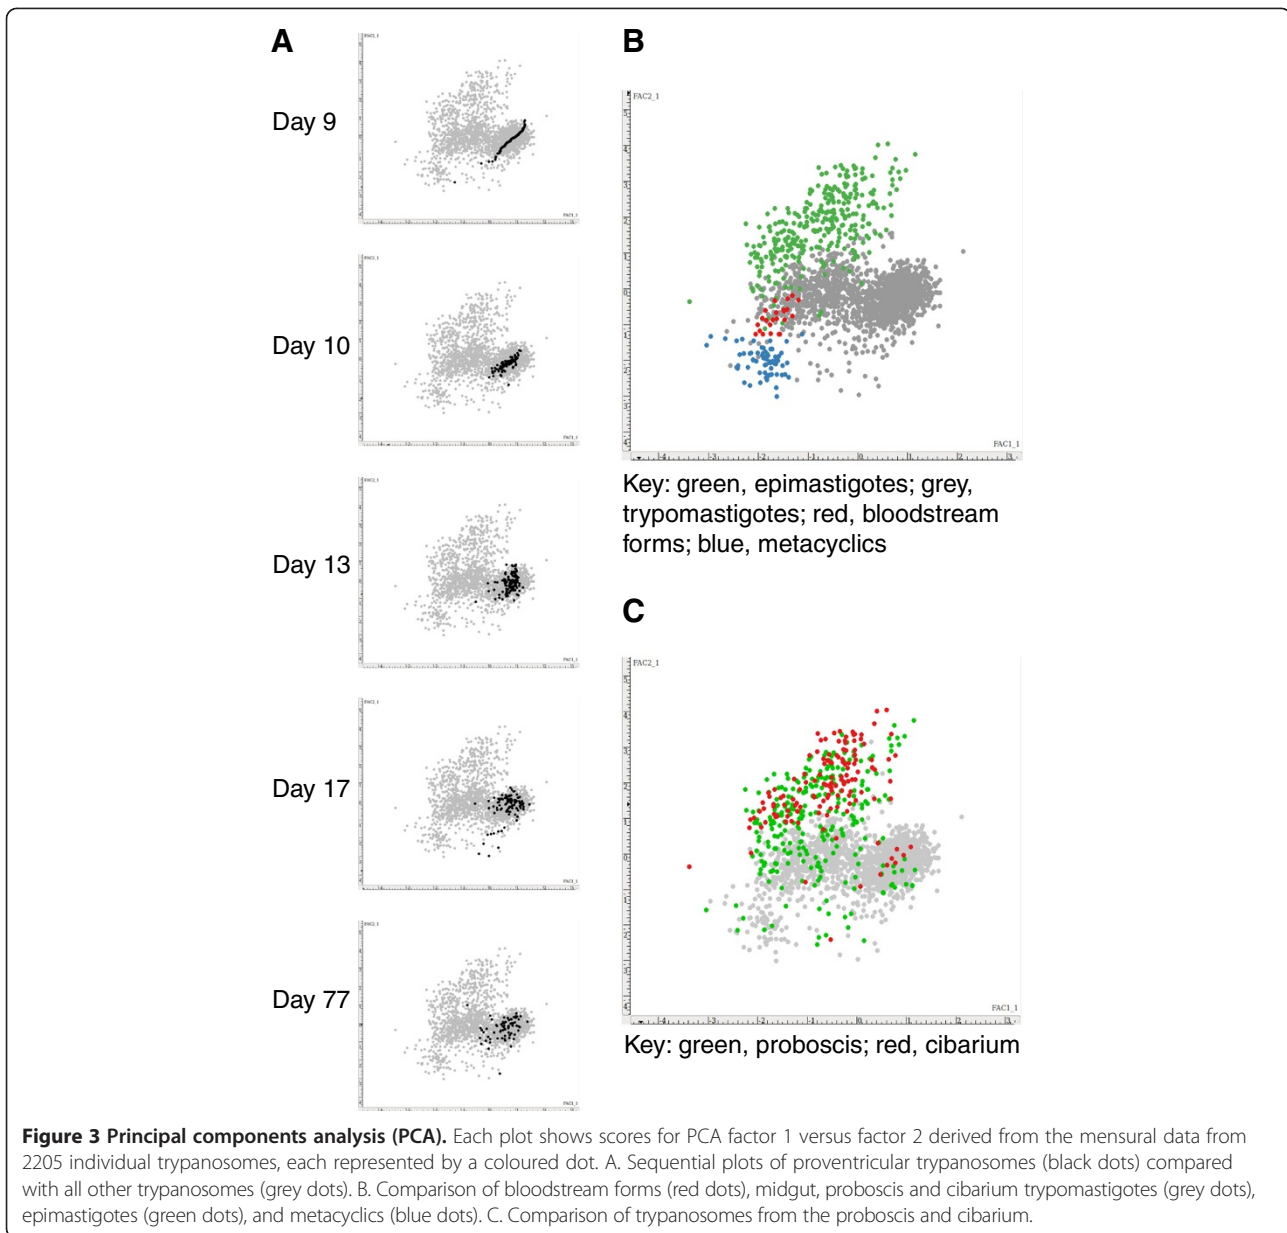 A
Day 9
Day 10
Day 13
Day 17
Day 77
B
FAC2_1
FAC1_1
Key: green, epimastigotes; grey,
trypomastigotes; red, bloodstream
forms; blue, metacyclics
C
FAC2_1
FAC1_1
Key: green, proboscis; red, cibarium
Figure 3 Principal components analysis (PCA). Each plot shows scores for PCA factor 1 versus factor 2 derived from the mensural data from
2205 individual trypanosomes, each represented by a coloured dot. A. Sequential plots of proventricular trypanosomes (black dots) compared
with all other trypanosomes (grey dots). B. Comparison of bloodstream forms (red dots), midgut, proboscis and cibarium trypomastigotes (grey dots),
epimastigotes (green dots), and metacyclics (blue dots). C. Comparison of trypanosomes from the proboscis and cibarium.